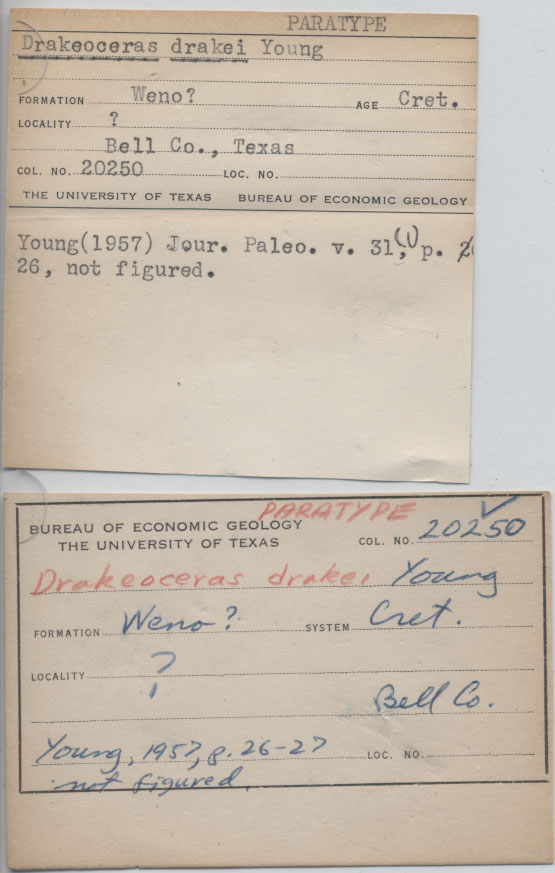 PARATYPE
Drakeoceras drakei Young
FORMATION Weno? AGE Cret.
LOCALITY ?
Bell Co., Texas
COL. NO. 20250 LOC. NO.
THE UNIVERSITY OF TEXAS BUREAU OF ECONOMIC GEOLOGY
Young(1957) Jour. Paleo. v. 31,(1) p.
26, not figured.
PARATYPE
BUREAU OF ECONOMIC GEOLOGY
THE UNIVERSITY OF TEXAS
COL. NO. 20250
Drakeoceras drakei Young
FORMATION Weno? SYSTEM Cret.
LOCALITY ?
Bell Co.
Young, 1957, p. 26-27 LOC. NO.
not figured.